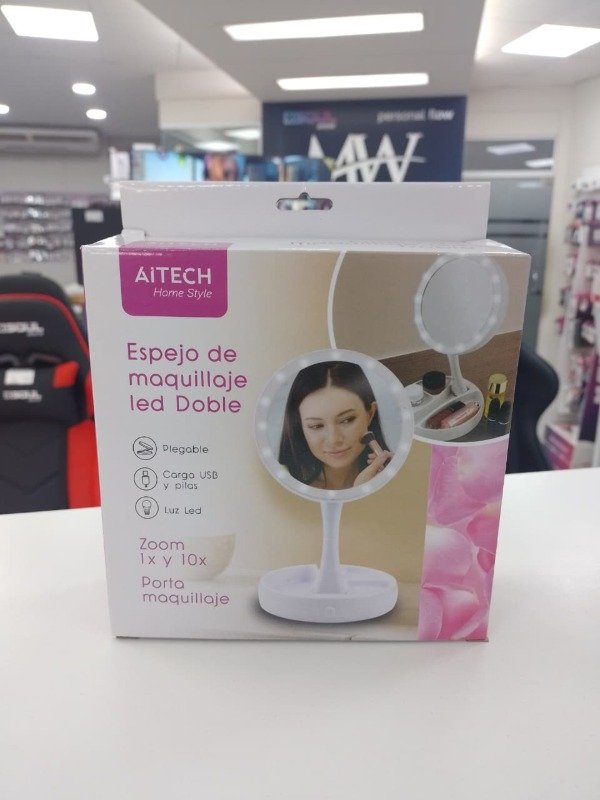 personal flow
MW
AiTECH
Home Style
Espejo de
maquillaje
led Doble
Plegable
Carga USB
y pilas
Luz Led
Zoom
1x y 10x
Porta
maquillaje